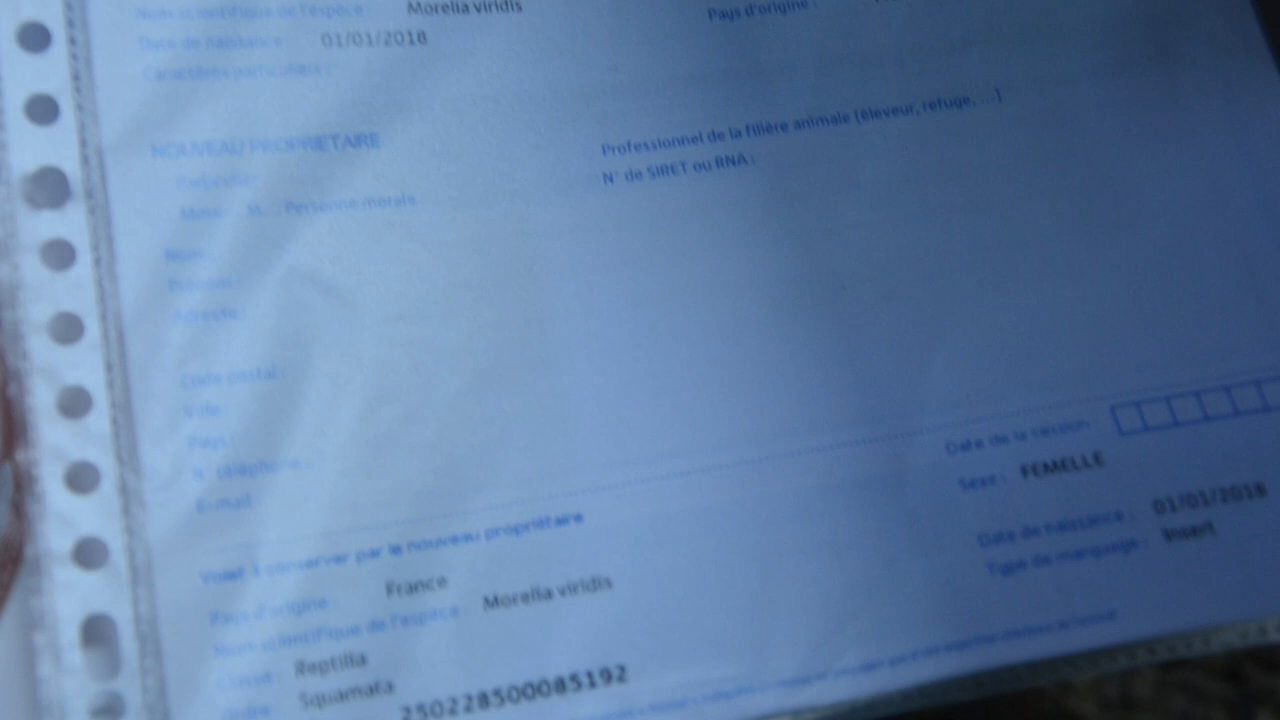 Nom scientifique de l'espèce : Morelia viridis
Pays d'origine :
Date de naissance : 01/01/2018
Caractères particuliers :
NOUVEAU PROPRIETAIRE
Professionnel de la filière animale (éleveur, refuge, ...)
Particulier
N° de SIRET ou RNA :
Mme M. Personne morale
Nom
Prénom
Adresse
Code postal :
Ville
Pays :
N° téléphone :
E-mail
Date de la cession
Sexe : FEMELLE
Volet à conserver par le nouveau propriétaire
Date de naissance : 01/01/2018
Pays d'origine : France
Type de marquage : Insert
Nom scientifique de l'espèce : Morelia viridis
Classe Reptilia
Ordre Squamata
250228500085192